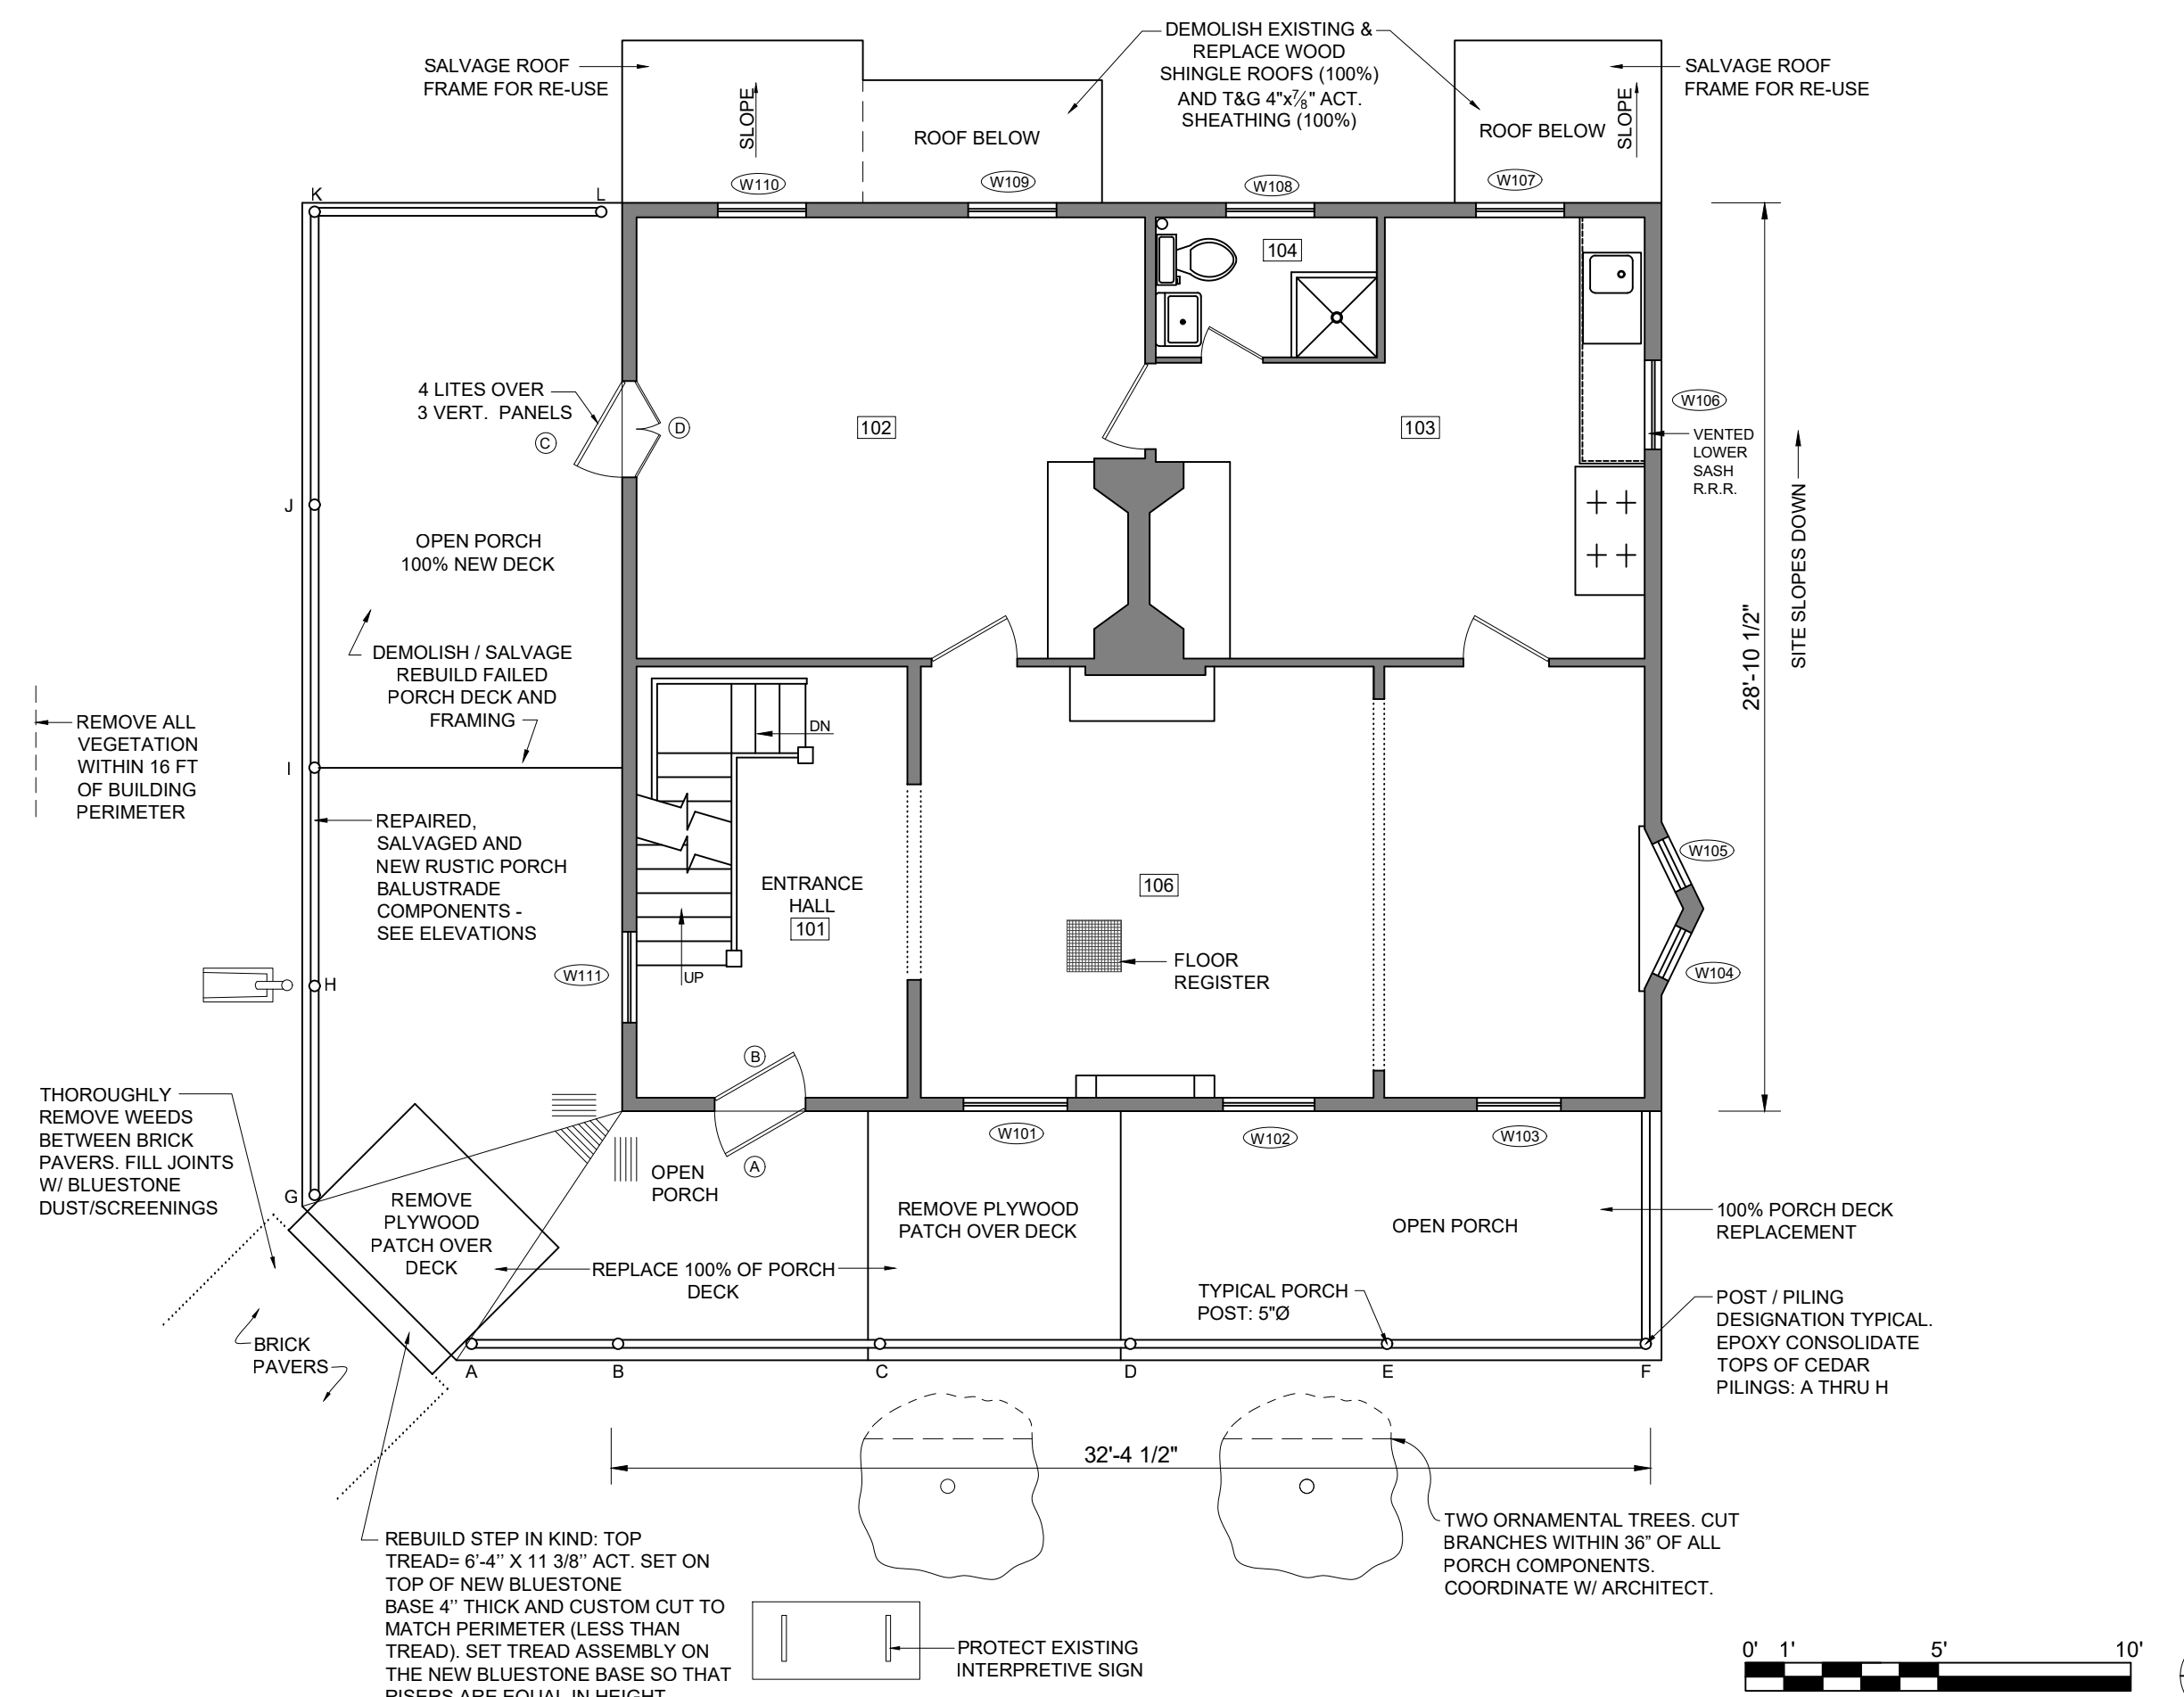 DEMOLISH EXISTING &
REPLACE WOOD
SHINGLE ROOFS (100%)
AND T&G 4"x⅞" ACT.
SHEATHING (100%)
SALVAGE ROOF
FRAME FOR RE-USE
SALVAGE ROOF
FRAME FOR RE-USE
SLOPE
ROOF BELOW
ROOF BELOW
SLOPE
W110
W109
W108
W107
K
L
104
4 LITES OVER
3 VERT. PANELS
C
D
102
103
W106
VENTED
LOWER
SASH
R.R.R.
SITE SLOPES DOWN
28'-10 1/2"
J
OPEN PORCH
100% NEW DECK
DEMOLISH / SALVAGE
REBUILD FAILED
PORCH DECK AND
FRAMING
REMOVE ALL
VEGETATION
WITHIN 16 FT
OF BUILDING
PERIMETER
I
DN
REPAIRED,
SALVAGED AND
NEW RUSTIC PORCH
BALUSTRADE
COMPONENTS -
SEE ELEVATIONS
ENTRANCE
HALL
101
106
W105
W104
FLOOR
REGISTER
W111
UP
H
B
A
THOROUGHLY
REMOVE WEEDS
BETWEEN BRICK
PAVERS. FILL JOINTS
W/ BLUESTONE
DUST/SCREENINGS
G
W101
W102
W103
OPEN
PORCH
REMOVE
PLYWOOD
PATCH OVER
DECK
REMOVE PLYWOOD
PATCH OVER DECK
OPEN PORCH
100% PORCH DECK
REPLACEMENT
REPLACE 100% OF PORCH
DECK
TYPICAL PORCH
POST: 5"Ø
POST / PILING
DESIGNATION TYPICAL.
EPOXY CONSOLIDATE
TOPS OF CEDAR
PILINGS: A THRU H
BRICK
PAVERS
A
B
C
D
E
F
32'-4 1/2"
REBUILD STEP IN KIND: TOP
TREAD= 6'-4'' X 11 3/8'' ACT. SET ON
TOP OF NEW BLUESTONE
BASE 4'' THICK AND CUSTOM CUT TO
MATCH PERIMETER (LESS THAN
TREAD). SET TREAD ASSEMBLY ON
THE NEW BLUESTONE BASE SO THAT
RISERS ARE EQUAL IN HEIGHT
TWO ORNAMENTAL TREES. CUT
BRANCHES WITHIN 36" OF ALL
PORCH COMPONENTS.
COORDINATE W/ ARCHITECT.
PROTECT EXISTING
INTERPRETIVE SIGN
0' 1' 5' 10'